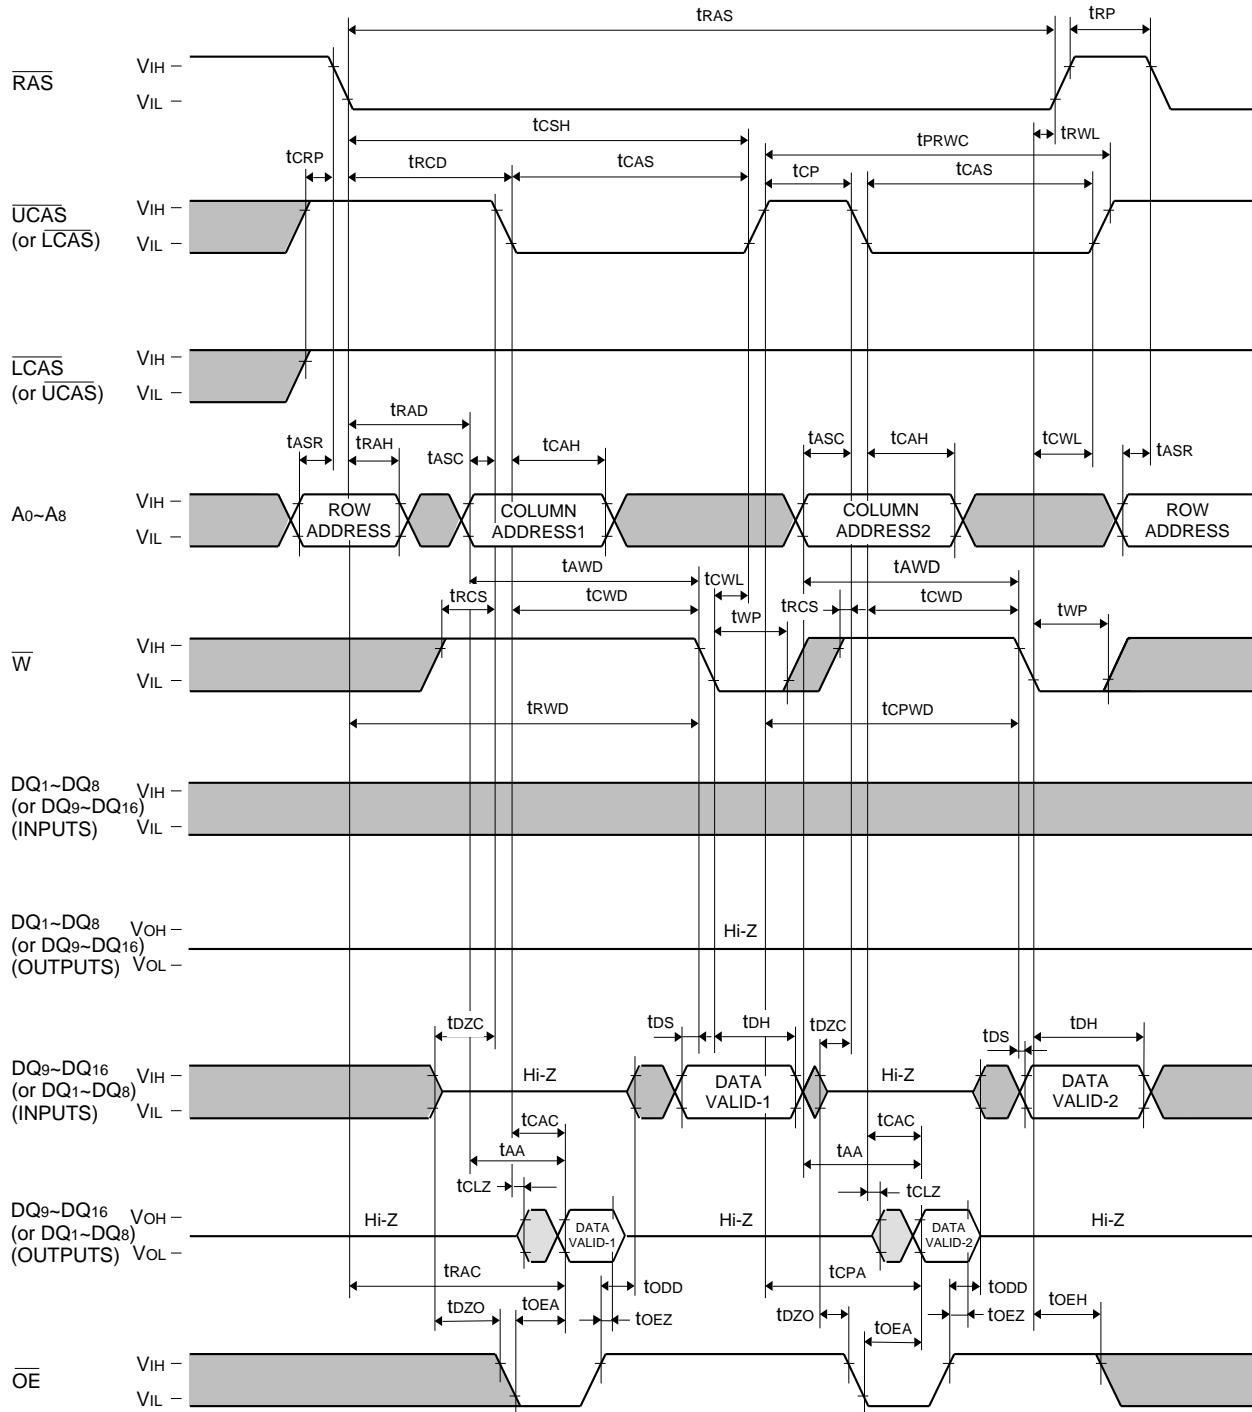 tRAS
tRP
RAS
VIH
VIL
tCSH
tPRWC
tRWL
tCRP
tRCD
tCAS
tCP
tCAS
UCAS
(or LCAS)
VIH
VIL
LCAS
(or UCAS)
VIH
VIL
tRAD
tASR
tRAH
tASC
tCAH
tASC
tCAH
tCWL
tASR
A0~A8
VIH
VIL
ROW
ADDRESS
COLUMN
ADDRESS1
COLUMN
ADDRESS2
ROW
ADDRESS
tAWD
tCWL
tAWD
tRCS
tCWD
tWP
tRCS
tCWD
tWP
W
VIH
VIL
tRWD
tCPWD
DQ1~DQ8
(or DQ9~DQ16)
(INPUTS)
VIH
VIL
DQ1~DQ8
(or DQ9~DQ16)
(OUTPUTS)
VOH
VOL
Hi-Z
tDZC
tDS
tDH
tDZC
tDS
tDH
DQ9~DQ16
(or DQ1~DQ8)
(INPUTS)
VIH
VIL
Hi-Z
DATA
VALID-1
Hi-Z
DATA
VALID-2
tCAC
tCAC
tAA
tAA
tCLZ
tCLZ
DQ9~DQ16
(or DQ1~DQ8)
(OUTPUTS)
VOH
VOL
Hi-Z
DATA
VALID-1
Hi-Z
DATA
VALID-2
Hi-Z
tRAC
tODD
tCPA
tODD
tDZO
tOEA
tOEZ
tDZO
tOEA
tOEZ
tOEH
OE
VIH
VIL